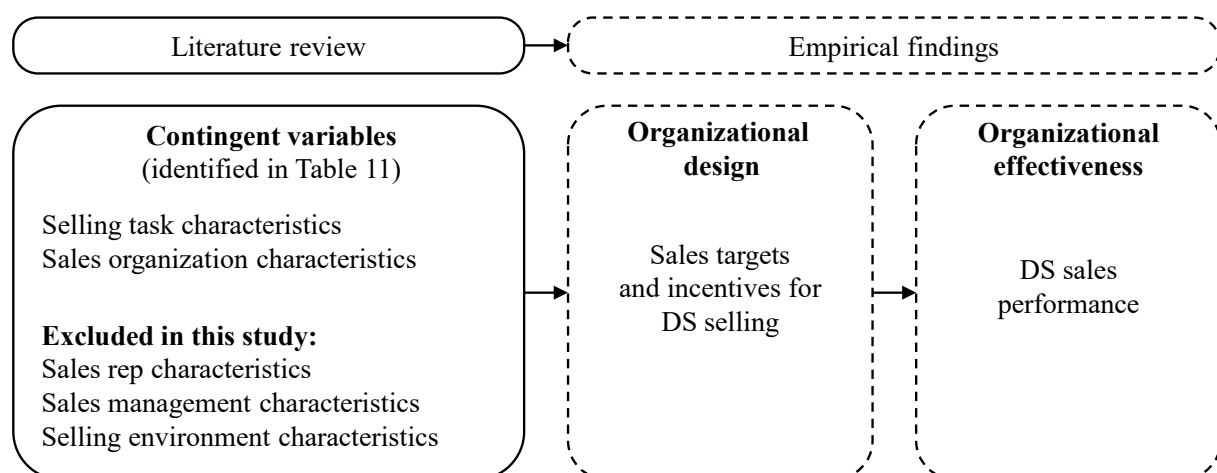 Literature review
Empirical findings
Contingent variables
(identified in Table 11)
Selling task characteristics
Sales organization characteristics
Excluded in this study:
Sales rep characteristics
Sales management characteristics
Selling environment characteristics
Organizational
design
Sales targets
and incentives for
DS selling
Organizational
effectiveness
DS sales
performance